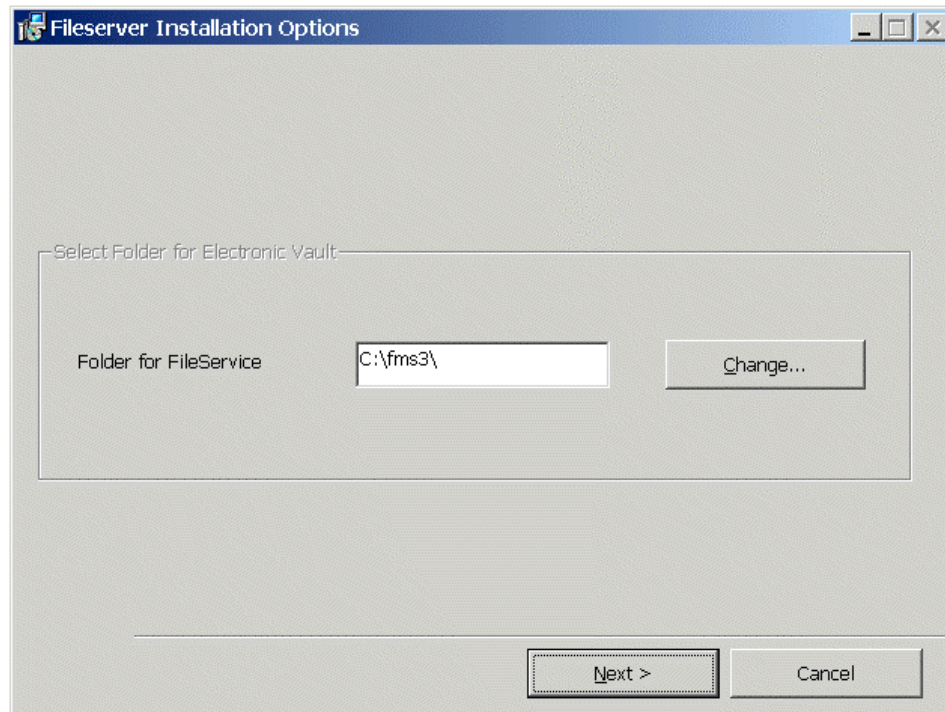 Fileserver Installation Options
Select Folder for Electronic Vault
Folder for FileService
C:\fms3\
Change...
Next >
Cancel